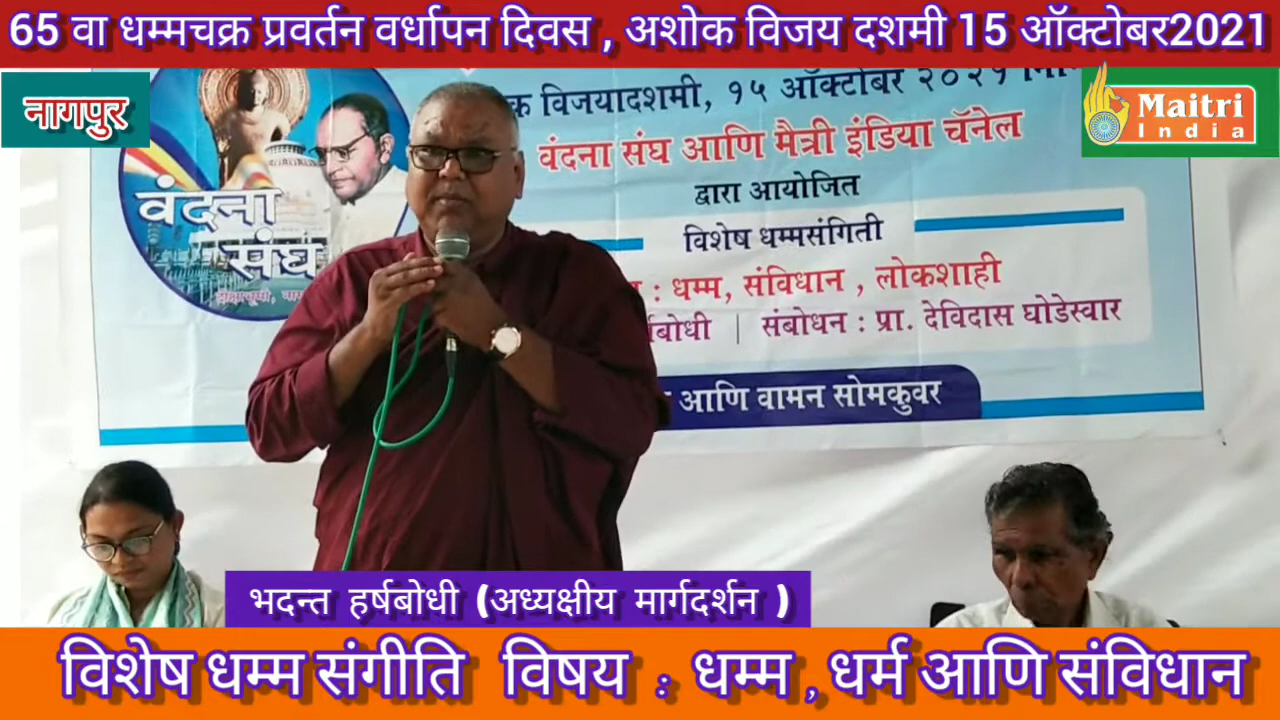 65 वा धम्मचक्र प्रवर्तन वर्धापन दिवस , अशोक विजय दशमी 15 ऑक्टोबर2021
नागपुर
Maitri
India
विजयादशमी, १५ ऑक्टोबर २०२१
वंदना संघ आणि मैत्री इंडिया चॅनेल
द्वारा आयोजित
विशेष धम्मसंगिती
: धम्म, संविधान , लोकशाही
| संबोधन : प्रा. देविदास घोडेस्वार
आणि वामन सोमकुवर
वंदना
संघ
भदन्त हर्षबोधी (अध्यक्षीय मार्गदर्शन )
विशेष धम्म संगीति विषय : धम्म , धर्म आणि संविधान